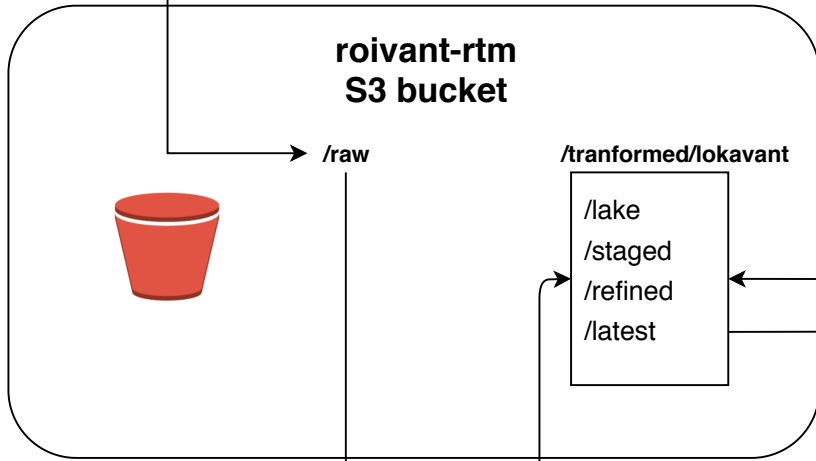 roivant-rtm
S3 bucket
/raw
/tranformed/lokavant
/lake
/staged
/refined
/latest